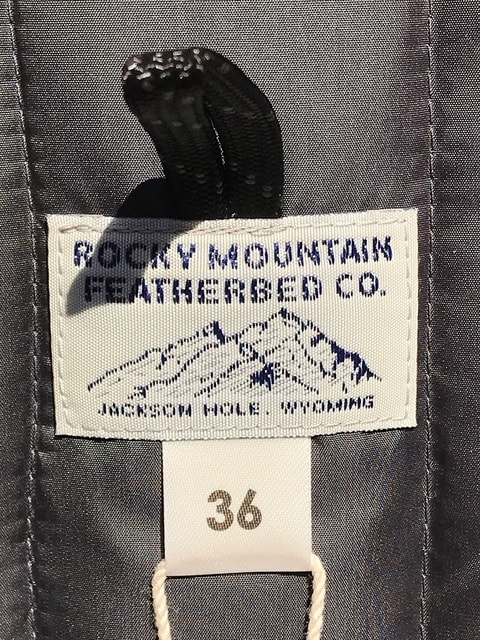 ROCKY MOUNTAIN
FEATHERBED CO.
JACKSON HOLE. WYOMING
36